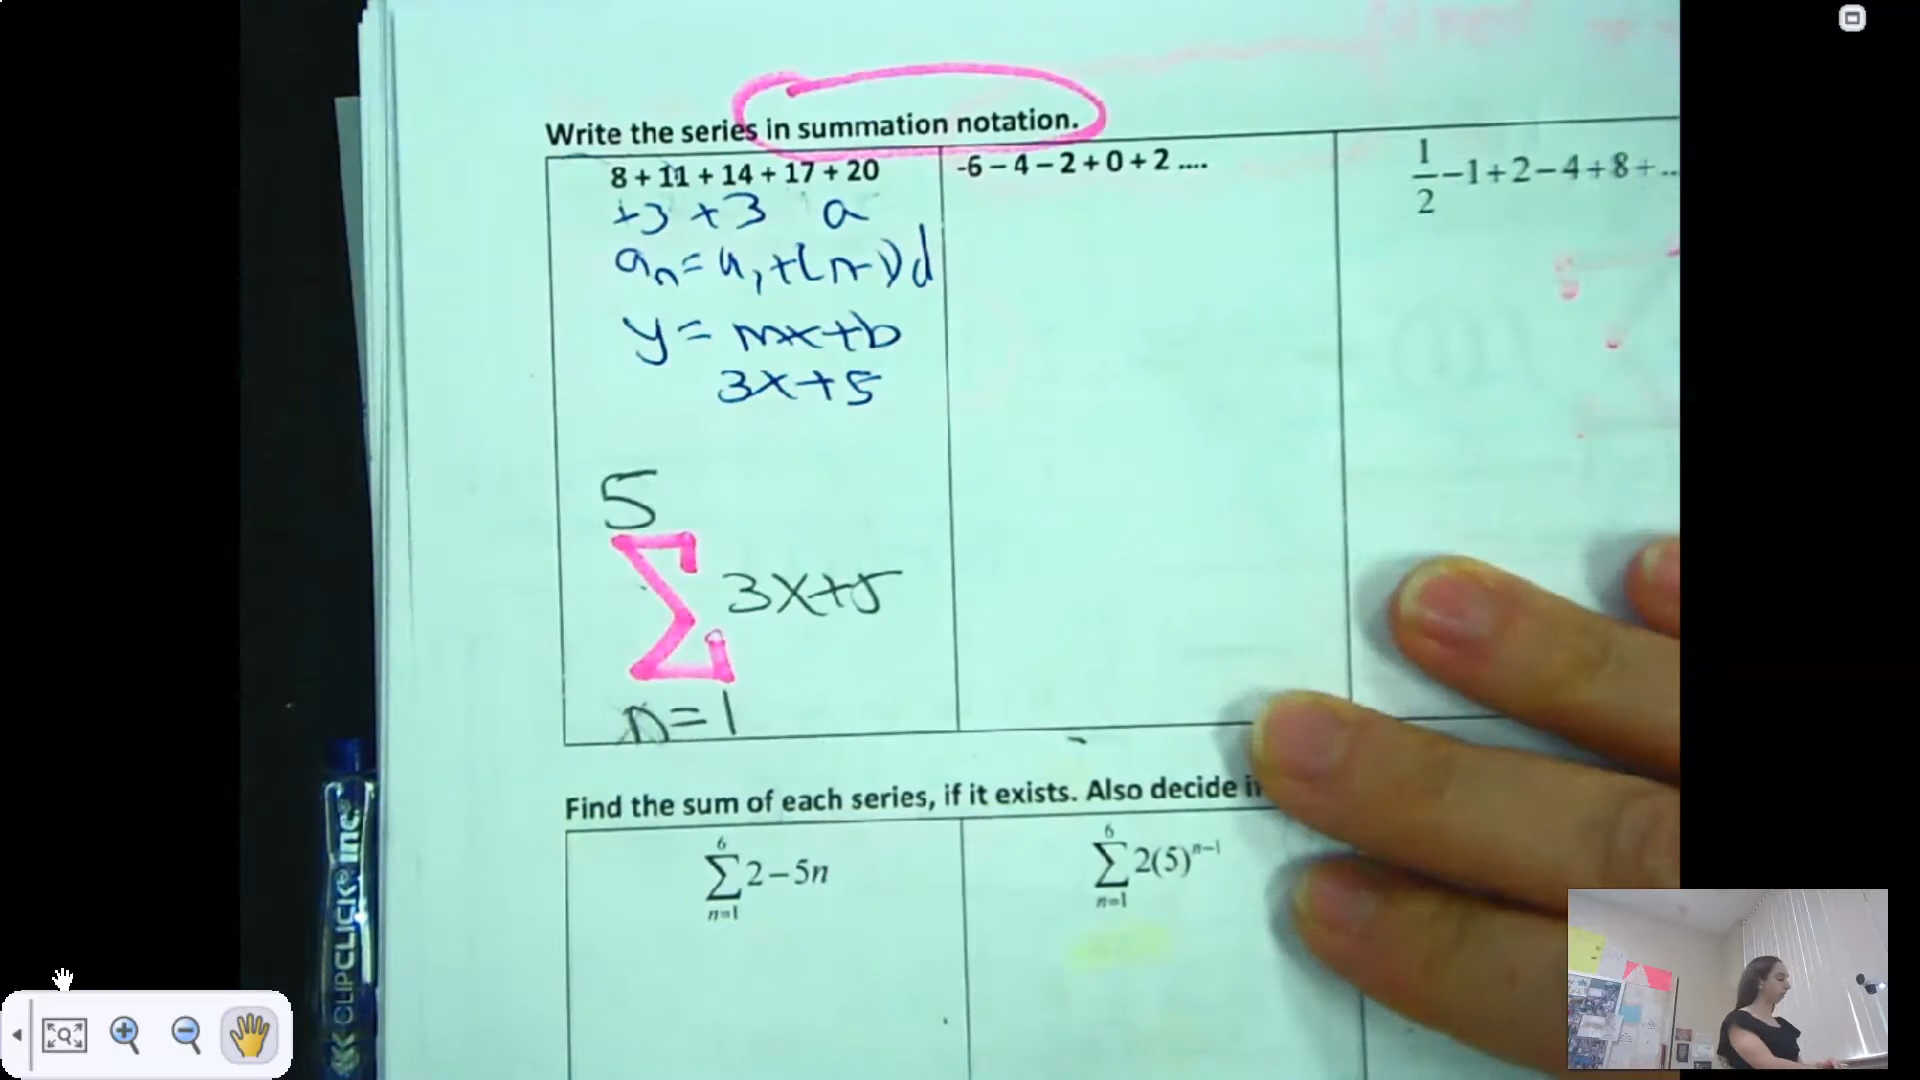 Write the series in summation notation.
8 + 11 + 14 + 17 + 20
+3 +3 a
aₙ = a₁ + (n-1)d
y = mx + b
3x + 5
5
∑ 3x+5
n=1
-6 – 4 – 2 + 0 + 2 ....
1/2 − 1 + 2 − 4 + 8 + ...
Find the sum of each series, if it exists. Also decide i
6
∑ 2 − 5n
n=1
6
∑ 2(5)ⁿ⁻¹
n=1
CLIPCLICK inc